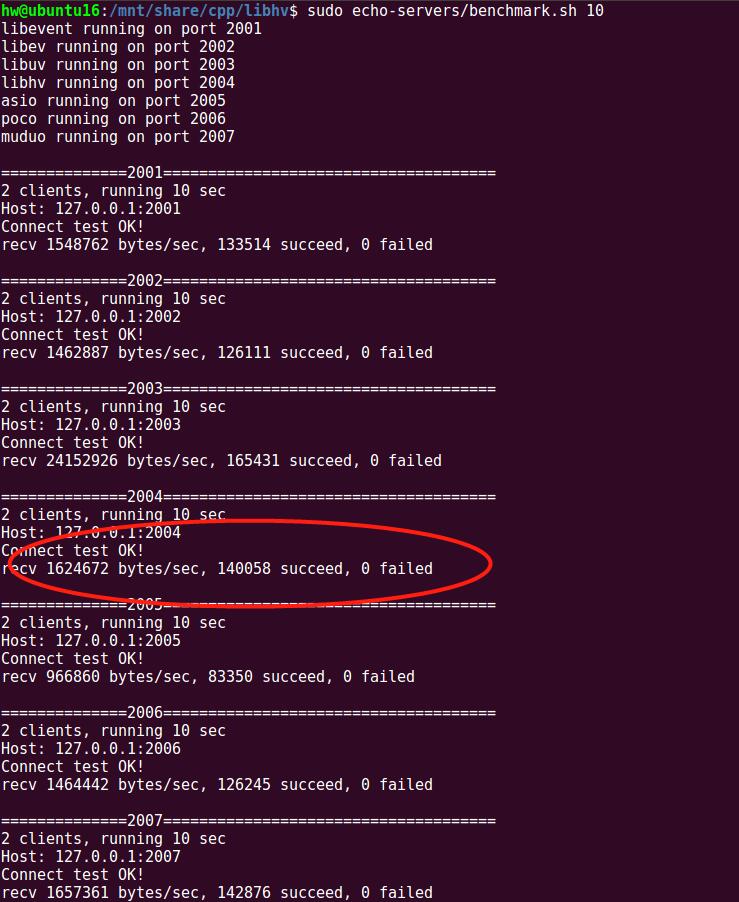 hw@ubuntu16:/mnt/share/cpp/libhv$ sudo echo-servers/benchmark.sh 10
libevent running on port 2001
libev running on port 2002
libuv running on port 2003
libhv running on port 2004
asio running on port 2005
poco running on port 2006
muduo running on port 2007
==============2001=====================================
2 clients, running 10 sec
Host: 127.0.0.1:2001
Connect test OK!
recv 1548762 bytes/sec, 133514 succeed, 0 failed
==============2002=====================================
2 clients, running 10 sec
Host: 127.0.0.1:2002
Connect test OK!
recv 1462887 bytes/sec, 126111 succeed, 0 failed
==============2003=====================================
2 clients, running 10 sec
Host: 127.0.0.1:2003
Connect test OK!
recv 24152926 bytes/sec, 165431 succeed, 0 failed
==============2004=====================================
2 clients, running 10 sec
Host: 127.0.0.1:2004
Connect test OK!
recv 1624672 bytes/sec, 140058 succeed, 0 failed
==============2005=====================================
2 clients, running 10 sec
Host: 127.0.0.1:2005
Connect test OK!
recv 966860 bytes/sec, 83350 succeed, 0 failed
==============2006=====================================
2 clients, running 10 sec
Host: 127.0.0.1:2006
Connect test OK!
recv 1464442 bytes/sec, 126245 succeed, 0 failed
==============2007=====================================
2 clients, running 10 sec
Host: 127.0.0.1:2007
Connect test OK!
recv 1657361 bytes/sec, 142876 succeed, 0 failed